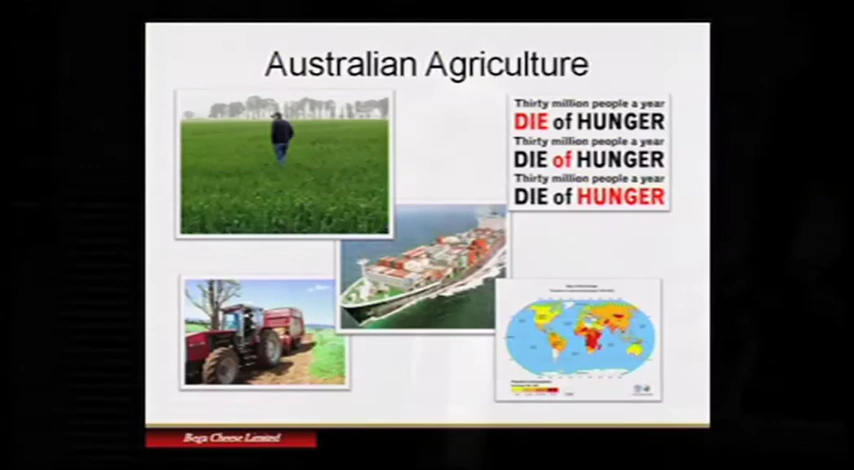 Australian Agriculture
Thirty million people a year
DIE of HUNGER
Thirty million people a year
DIE of HUNGER
Thirty million people a year
DIE of HUNGER
Bega Cheese Limited